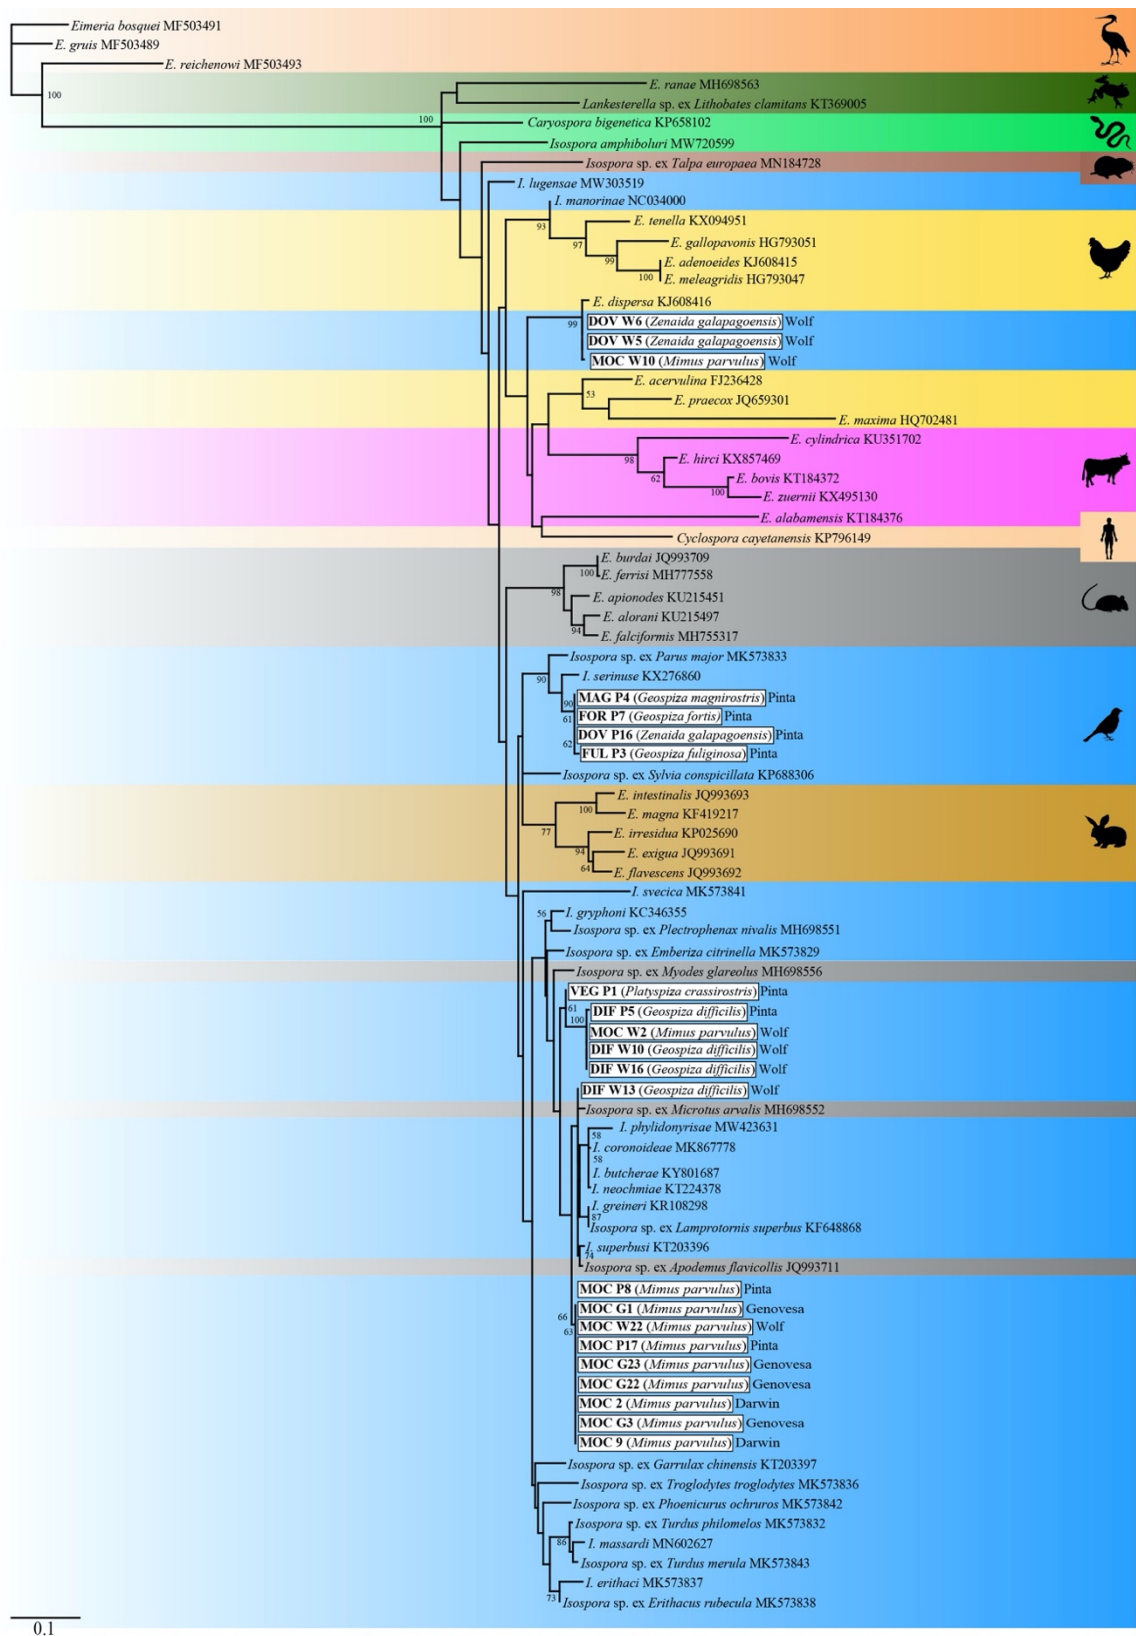 Eimeria bosquei MF503491
E. gruis MF503489
E. reichenowi MF503493
100
E. ranae MH698563
Lankesterella sp. ex Lithobates clamitans KT369005
100
Caryospora bigenetica KP658102
Isospora amphiboluri MW720599
Isospora sp. ex Talpa europaea MN184728
I. lugensae MW303519
I. manorinae NC034000
93
E. tenella KX094951
97
E. gallopavonis HG793051
99
E. adenoeides KJ608415
100
E. meleagridis HG793047
E. dispersa KJ608416
99
DOV W6 (Zenaida galapagoensis) Wolf
DOV W5 (Zenaida galapagoensis) Wolf
MOC W10 (Mimus parvulus) Wolf
E. acervulina FJ236428
53
E. praecox JQ659301
E. maxima HQ702481
E. cylindrica KU351702
98
E. hirci KX857469
62
E. bovis KT184372
100
E. zuernii KX495130
E. alabamensis KT184376
Cyclospora cayetanensis KP796149
E. burdai JQ993709
100
E. ferrisi MH777558
98
E. apionodes KU215451
E. alorani KU215497
94
E. falciformis MH755317
Isospora sp. ex Parus major MK573833
90
I. serinuse KX276860
MAG P4 (Geospiza magnirostris) Pinta
90
FOR P7 (Geospiza fortis) Pinta
61
DOV P16 (Zenaida galapagoensis) Pinta
62
FUL P3 (Geospiza fuliginosa) Pinta
Isospora sp. ex Sylvia conspicillata KP688306
E. intestinalis JQ993693
100
E. magna KF419217
77
E. irresidua KP025690
94
E. exigua JQ993691
64
E. flavescens JQ993692
I. svecica MK573841
56
I. gryphoni KC346355
Isospora sp. ex Plectrophenax nivalis MH698551
Isospora sp. ex Emberiza citrinella MK573829
Isospora sp. ex Myodes glareolus MH698556
VEG P1 (Platyspiza crassirostris) Pinta
61
DIF P5 (Geospiza difficilis) Pinta
100
MOC W2 (Mimus parvulus) Wolf
DIF W10 (Geospiza difficilis) Wolf
DIF W16 (Geospiza difficilis) Wolf
DIF W13 (Geospiza difficilis) Wolf
Isospora sp. ex Microtus arvalis MH698552
I. phylidonyrisae MW423631
58
I. coronoideae MK867778
58
I. butcherae KY801687
I. neochmiae KT224378
I. greineri KR108298
87
Isospora sp. ex Lamprotornis superbus KF648868
I. superbusi KT203396
74
Isospora sp. ex Apodemus flavicollis JQ993711
MOC P8 (Mimus parvulus) Pinta
MOC G1 (Mimus parvulus) Genovesa
66
MOC W22 (Mimus parvulus) Wolf
63
MOC P17 (Mimus parvulus) Pinta
MOC G23 (Mimus parvulus) Genovesa
MOC G22 (Mimus parvulus) Genovesa
MOC 2 (Mimus parvulus) Darwin
MOC G3 (Mimus parvulus) Genovesa
MOC 9 (Mimus parvulus) Darwin
Isospora sp. ex Garrulax chinensis KT203397
Isospora sp. ex Troglodytes troglodytes MK573836
Isospora sp. ex Phoenicurus ochruros MK573842
Isospora sp. ex Turdus philomelos MK573832
86
I. massardi MN602627
Isospora sp. ex Turdus merula MK573843
I. erithaci MK573837
73
Isospora sp. ex Erithacus rubecula MK573838
0.1